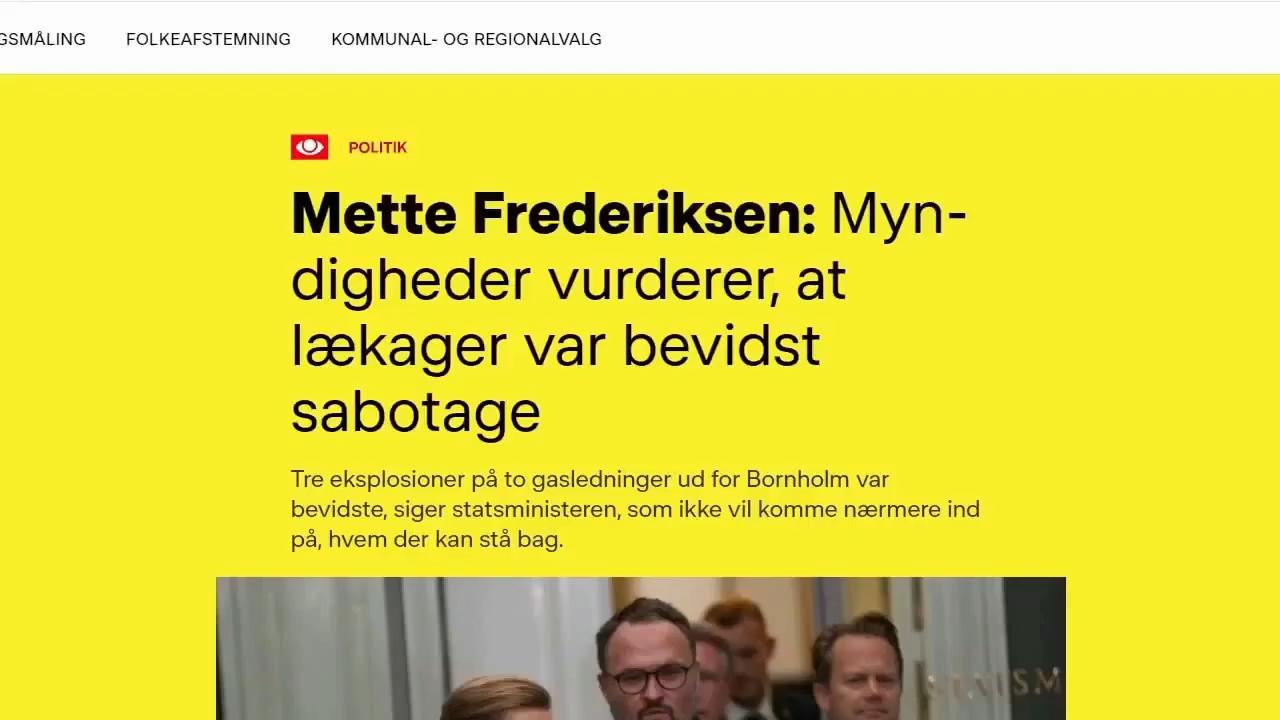 GSMÅLING FOLKEAFSTEMNING KOMMUNAL- OG REGIONALVALG
POLITIK
Mette Frederiksen: Myn-
digheder vurderer, at
lækager var bevidst
sabotage
Tre eksplosioner på to gasledninger ud for Bornholm var
bevidste, siger statsministeren, som ikke vil komme nærmere ind
på, hvem der kan stå bag.